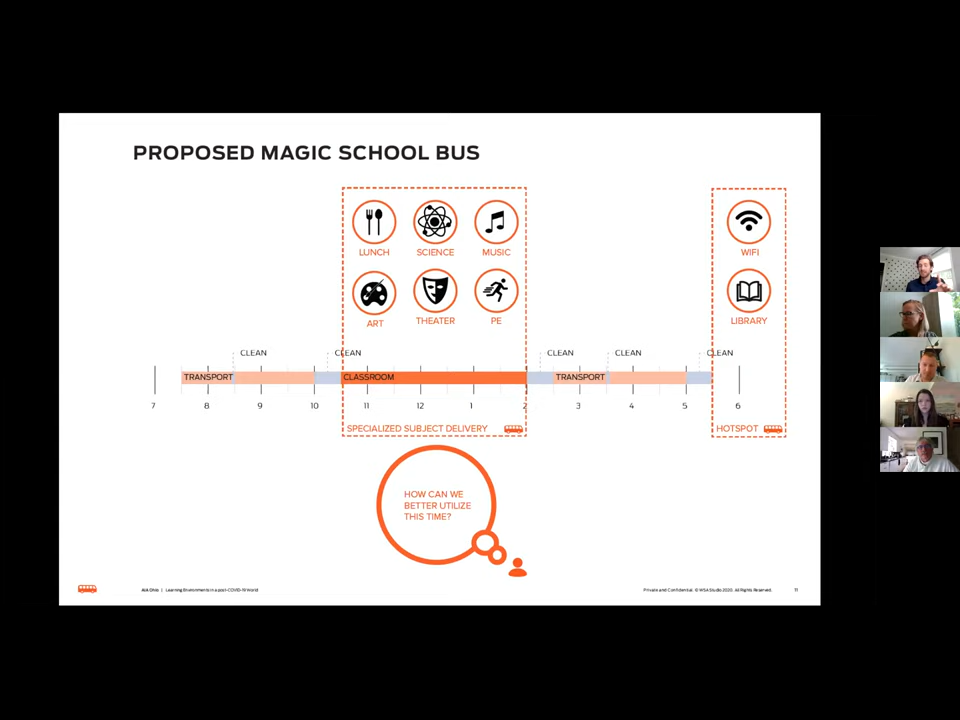 PROPOSED MAGIC SCHOOL BUS
LUNCH
SCIENCE
MUSIC
WIFI
ART
THEATER
PE
LIBRARY
CLEAN
CLEAN
CLEAN
CLEAN
CLEAN
TRANSPORT
CLASSROOM
TRANSPORT
7
8
9
10
11
12
1
2
3
4
5
6
SPECIALIZED SUBJECT DELIVERY
HOTSPOT
HOW CAN WE
BETTER UTILIZE
THIS TIME?
AIA Ohio | Learning Environments in a post-COVID-19 World
Private and Confidential. © WSA Studio 2020. All Rights Reserved.
11